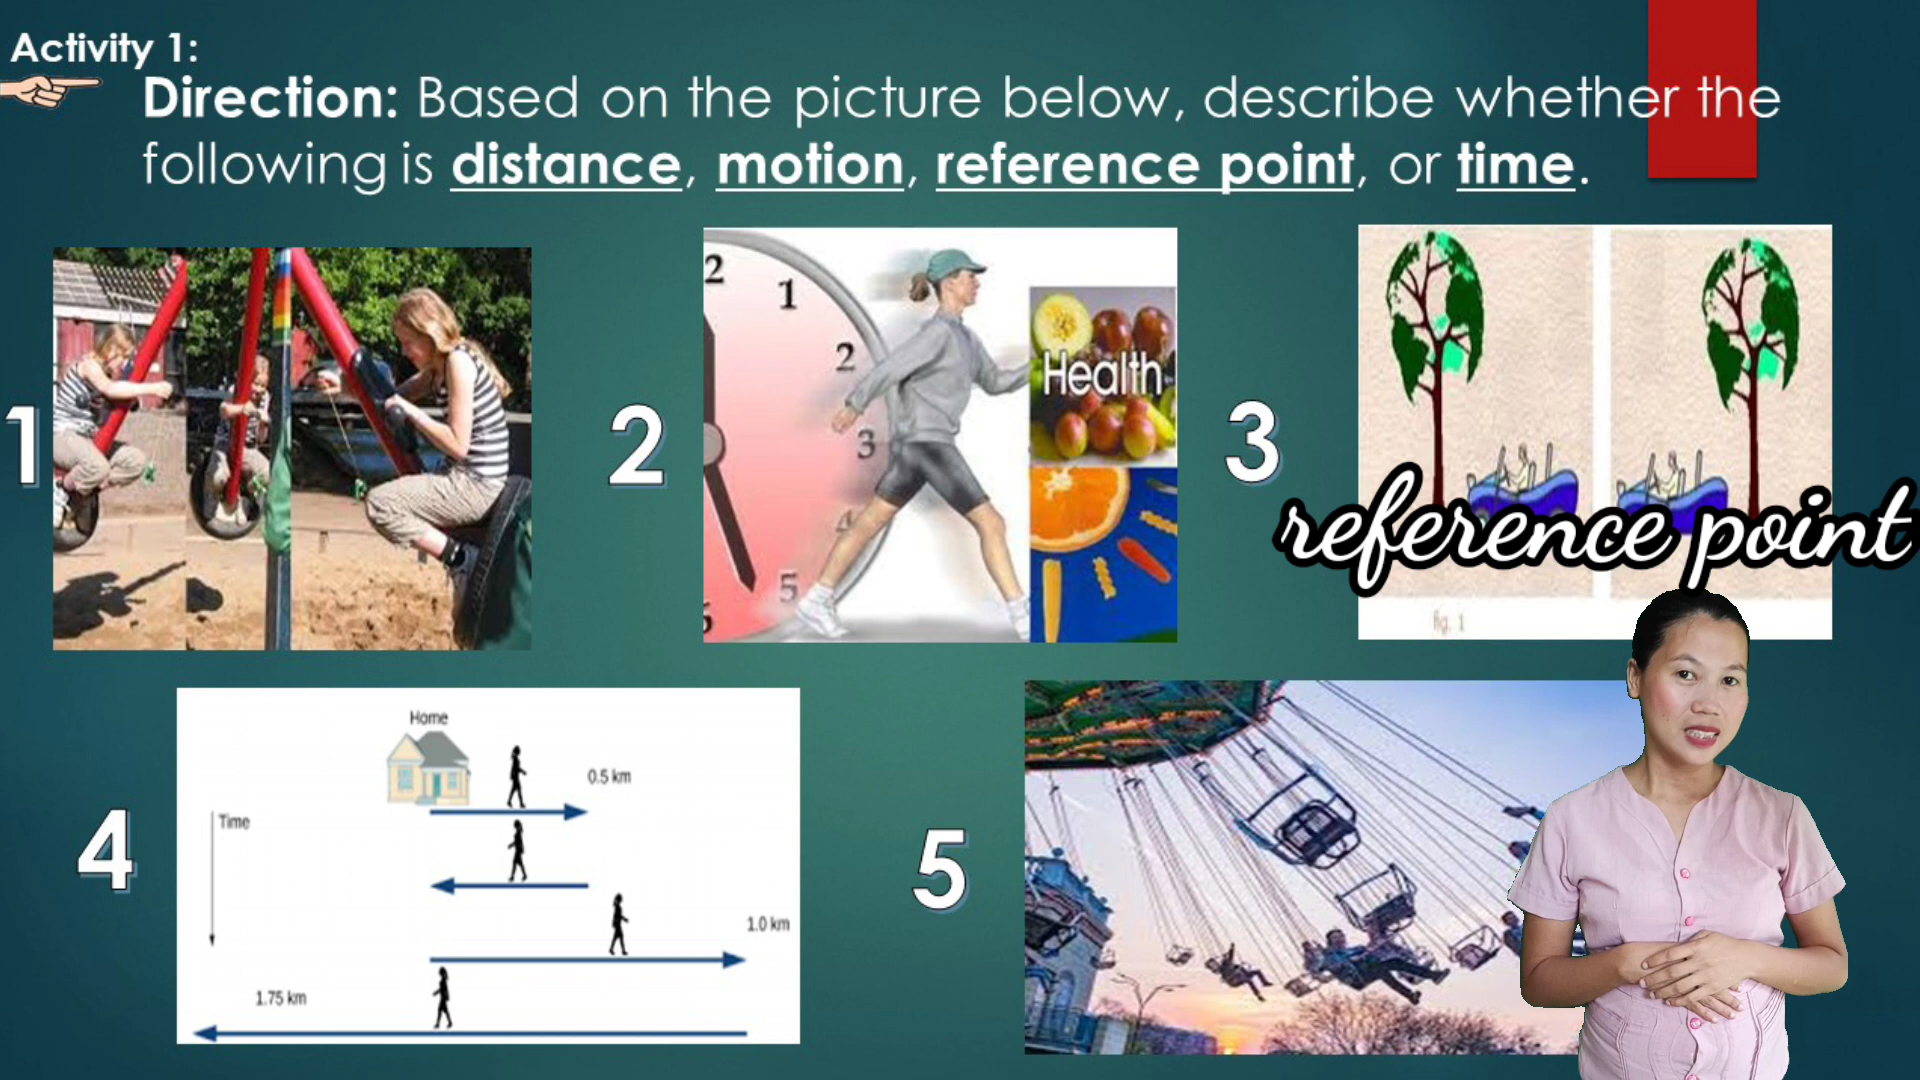 Activity 1:
Direction: Based on the picture below, describe whether the
following is distance, motion, reference point, or time.
1
2
3
2
1
2
3
4
5
Health
reference point
fig. 1
4
5
Home
0.5 km
Time
1.0 km
1.75 km